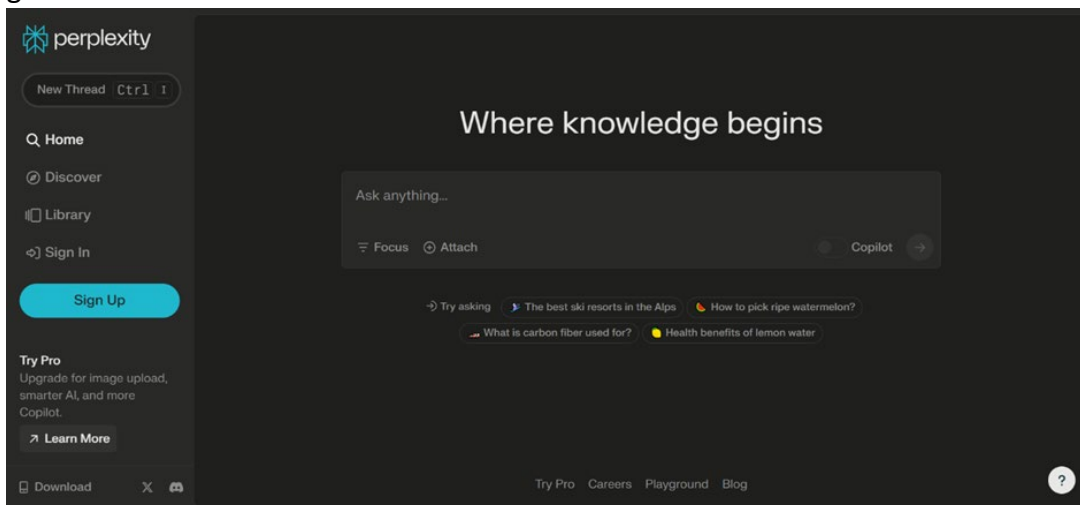 perplexity
New Thread Ctrl I
Home
Discover
Library
Sign In
Sign Up
Try Pro
Upgrade for image upload,
smarter AI, and more
Copilot.
Learn More
Download
Where knowledge begins
Ask anything...
Focus Attach Copilot
Try asking The best ski resorts in the Alps How to pick ripe watermelon?
What is carbon fiber used for? Health benefits of lemon water
Try Pro Careers Playground Blog
?